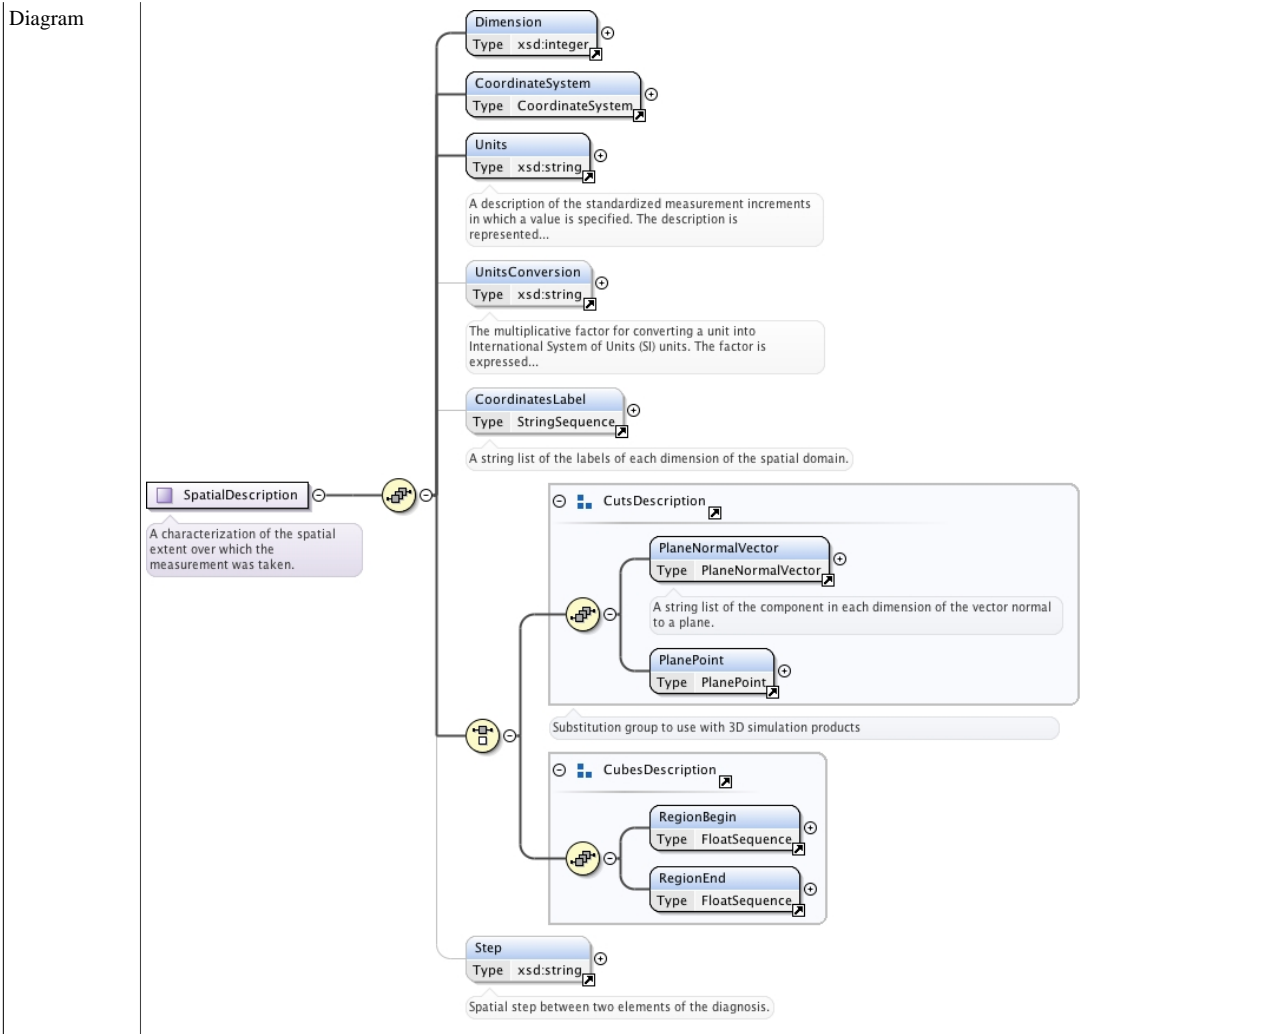 Diagram
Dimension
Type xsd:integer
CoordinateSystem
Type CoordinateSystem
Units
Type xsd:string
A description of the standardized measurement increments
in which a value is specified. The description is
represented...
UnitsConversion
Type xsd:string
The multiplicative factor for converting a unit into
International System of Units (SI) units. The factor is
expressed...
CoordinatesLabel
Type StringSequence
A string list of the labels of each dimension of the spatial domain.
SpatialDescription
A characterization of the spatial
extent over which the
measurement was taken.
CutsDescription
PlaneNormalVector
Type PlaneNormalVector
A string list of the component in each dimension of the vector normal
to a plane.
PlanePoint
Type PlanePoint
Substitution group to use with 3D simulation products
CubesDescription
RegionBegin
Type FloatSequence
RegionEnd
Type FloatSequence
Step
Type xsd:string
Spatial step between two elements of the diagnosis.